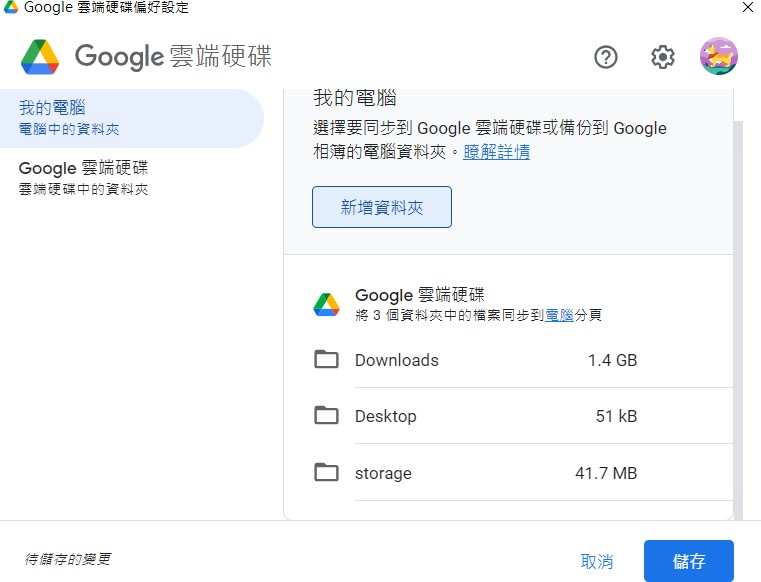 Google 雲端硬碟偏好設定
Google 雲端硬碟
我的電腦
電腦中的資料夾
Google 雲端硬碟
雲端硬碟中的資料夾
我的電腦
選擇要同步到 Google 雲端硬碟或備份到 Google
相簿的電腦資料夾。瞭解詳情
新增資料夾
Google 雲端硬碟
將 3 個資料夾中的檔案同步到電腦分頁
Downloads 1.4 GB
Desktop 51 kB
storage 41.7 MB
待儲存的變更
取消
儲存